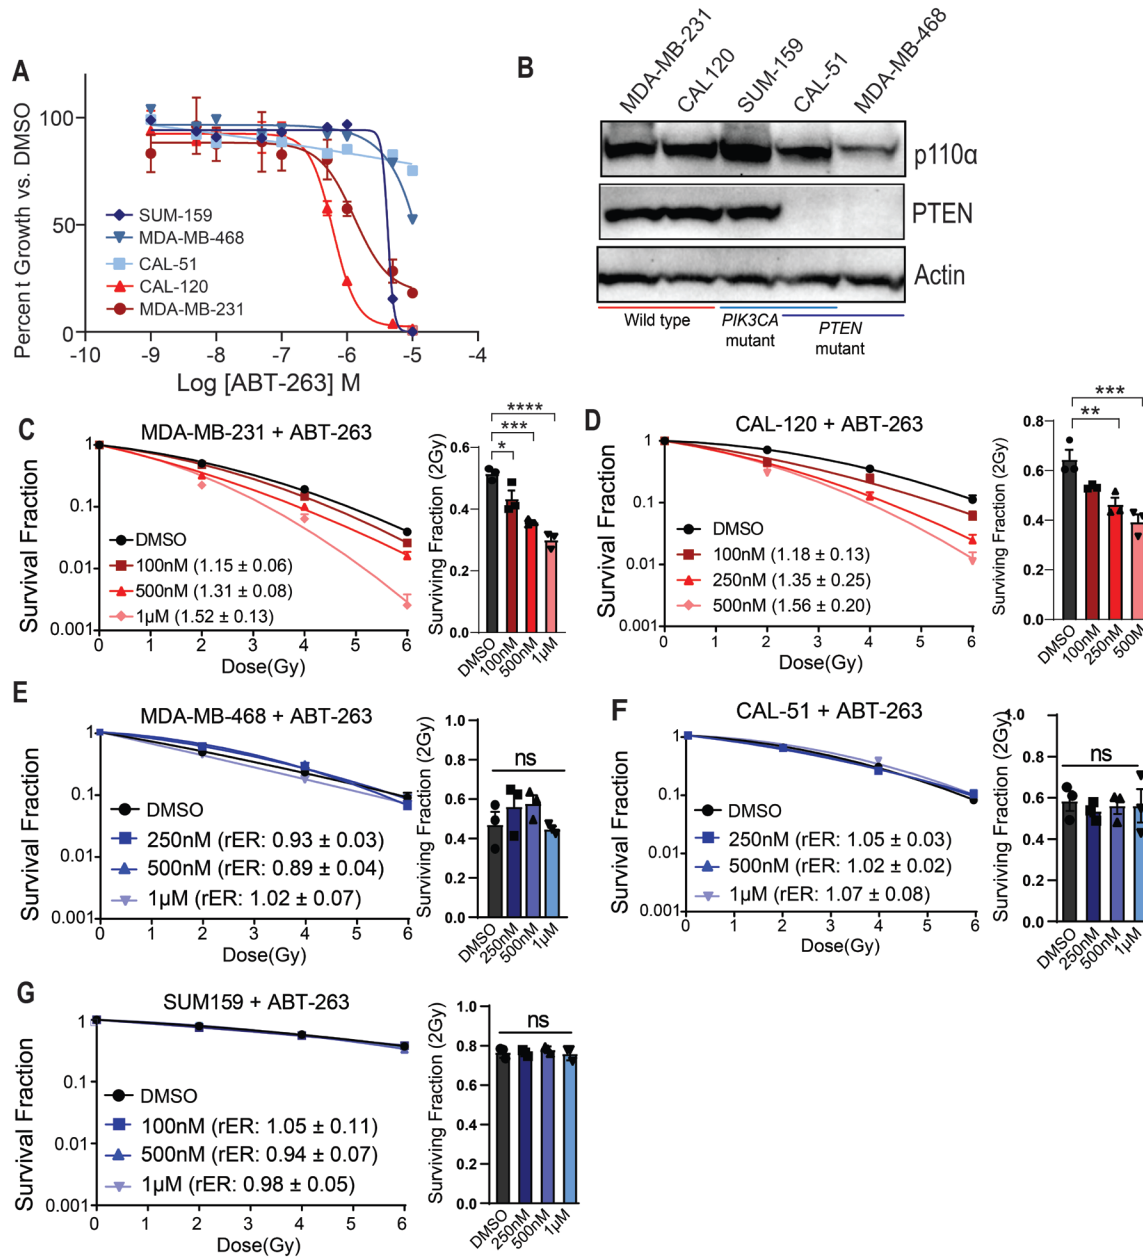 A
Percent Growth vs. DMSO
100
50
0
SUM-159
MDA-MB-468
CAL-51
CAL-120
MDA-MB-231
-10 -9 -8 -7 -6 -5 -4
Log [ABT-263] M
B
MDA-MB-231
CAL120
SUM-159
CAL-51
MDA-MB-468
p110α
PTEN
Actin
Wild type
PIK3CA
mutant
PTEN
mutant
C
MDA-MB-231 + ABT-263
Survival Fraction
1
0.1
0.01
0.001
DMSO
100nM (1.15 ± 0.06)
500nM (1.31 ± 0.08)
1µM (1.52 ± 0.13)
0 1 2 3 4 5 6
Dose(Gy)
Surviving Fraction (2Gy)
0.6
0.4
0.2
0.0
****
***
*
DMSO
100nM
500nM
1µM
D
CAL-120 + ABT-263
Survival Fraction
1
0.1
0.01
0.001
DMSO
100nM (1.18 ± 0.13)
250nM (1.35 ± 0.25)
500nM (1.56 ± 0.20)
0 1 2 3 4 5 6
Dose(Gy)
Surviving Fraction (2Gy)
0.8
0.6
0.4
0.2
0.0
***
**
DMSO
100nM
250nM
500M
E
MDA-MB-468 + ABT-263
Survival Fraction
1
0.1
0.01
0.001
DMSO
250nM (rER: 0.93 ± 0.03)
500nM (rER: 0.89 ± 0.04)
1µM (rER: 1.02 ± 0.07)
0 1 2 3 4 5 6
Dose(Gy)
Surviving Fraction (2Gy)
1.0
0.8
0.6
0.4
0.2
0.0
ns
DMSO
250nM
500nM
1µM
F
CAL-51 + ABT-263
Survival Fraction
1
0.1
0.01
0.001
DMSO
250nM (rER: 1.05 ± 0.03)
500nM (rER: 1.02 ± 0.02)
1µM (rER: 1.07 ± 0.08)
0 1 2 3 4 5 6
Dose(Gy)
Surviving Fraction (2Gy)
1.0
0.8
0.6
0.4
0.2
0.0
ns
DMSO
250nM
500nM
1µM
G
SUM159 + ABT-263
Survival Fraction
1
0.1
0.01
0.001
DMSO
100nM (rER: 1.05 ± 0.11)
500nM (rER: 0.94 ± 0.07)
1µM (rER: 0.98 ± 0.05)
0 1 2 3 4 5 6
Dose(Gy)
Surviving Fraction (2Gy)
1.0
0.8
0.6
0.4
0.2
0.0
ns
DMSO
250nM
500nM
1µM